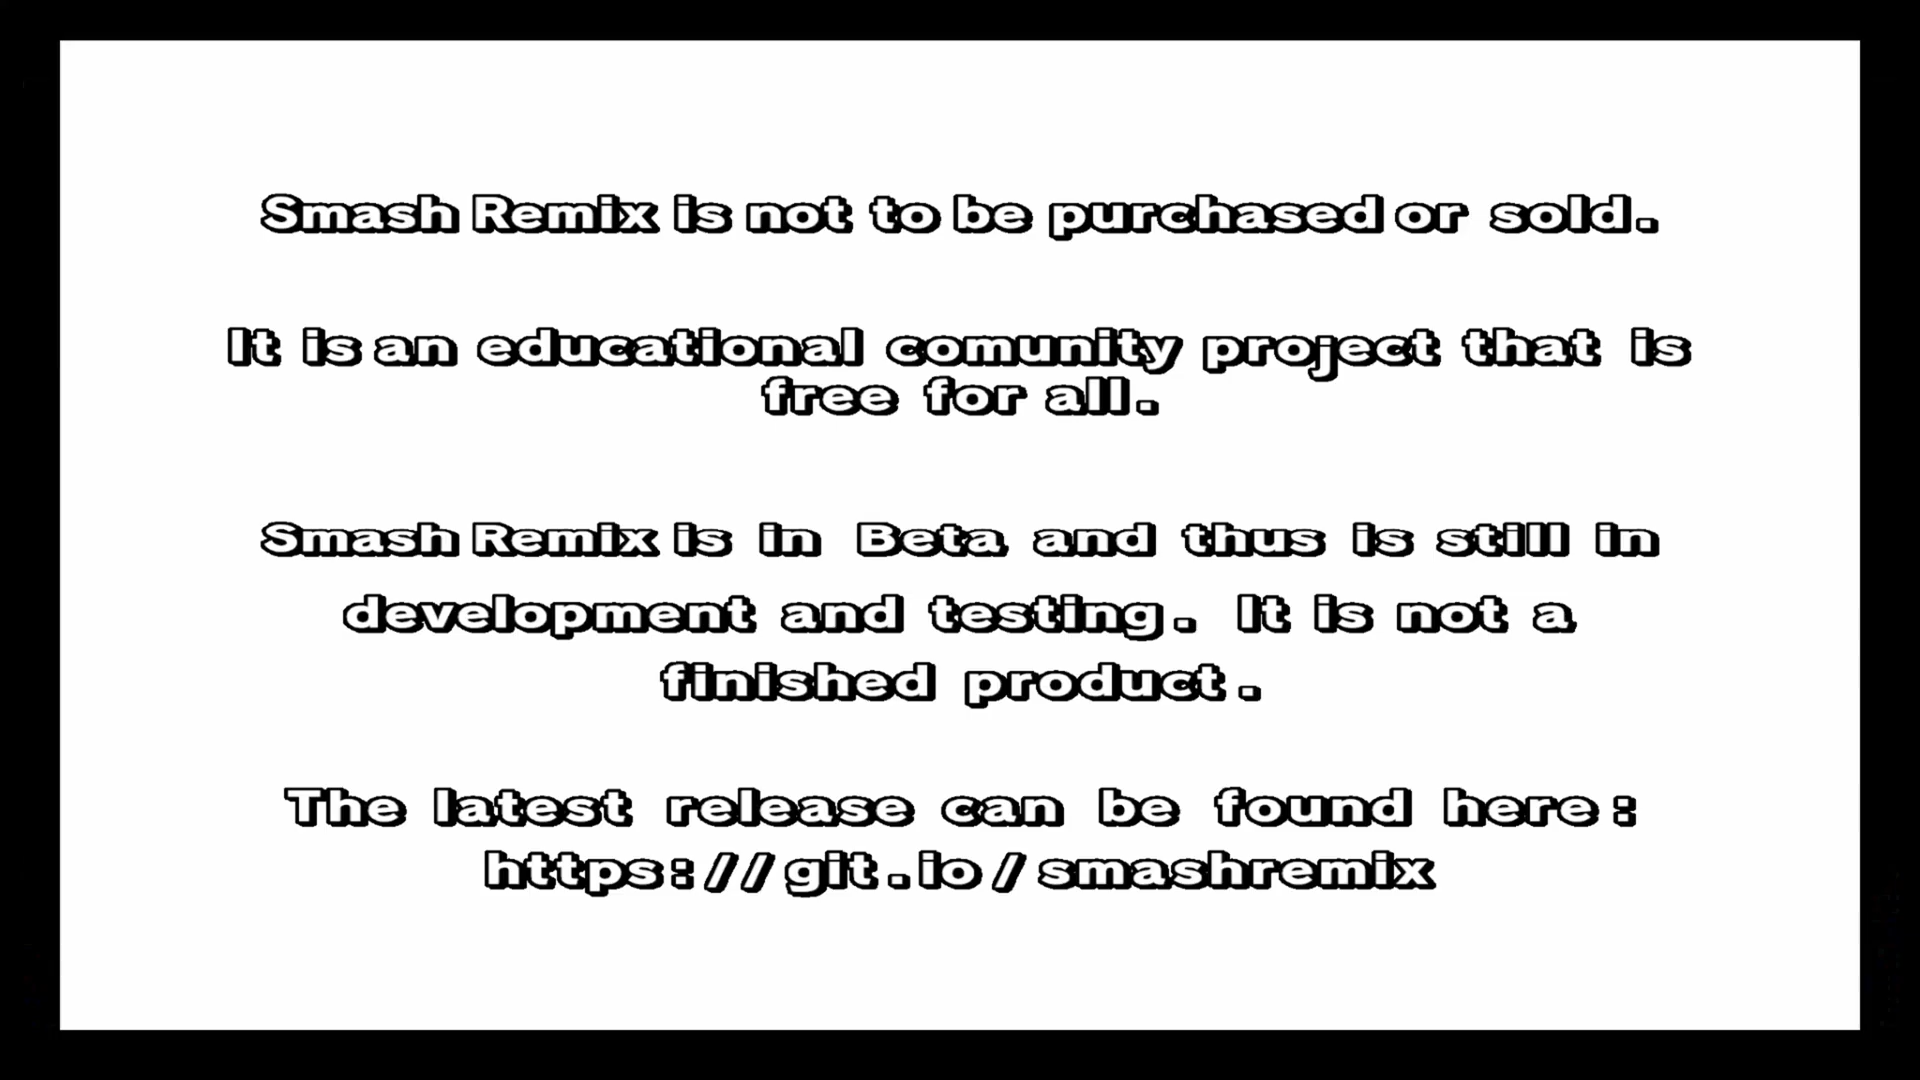 Smash Remix is not to be purchased or sold.
It is an educational comunity project that is
free for all.
Smash Remix is in Beta and thus is still in
development and testing. It is not a
finished product.
The latest release can be found here:
https://git.io/smashremix